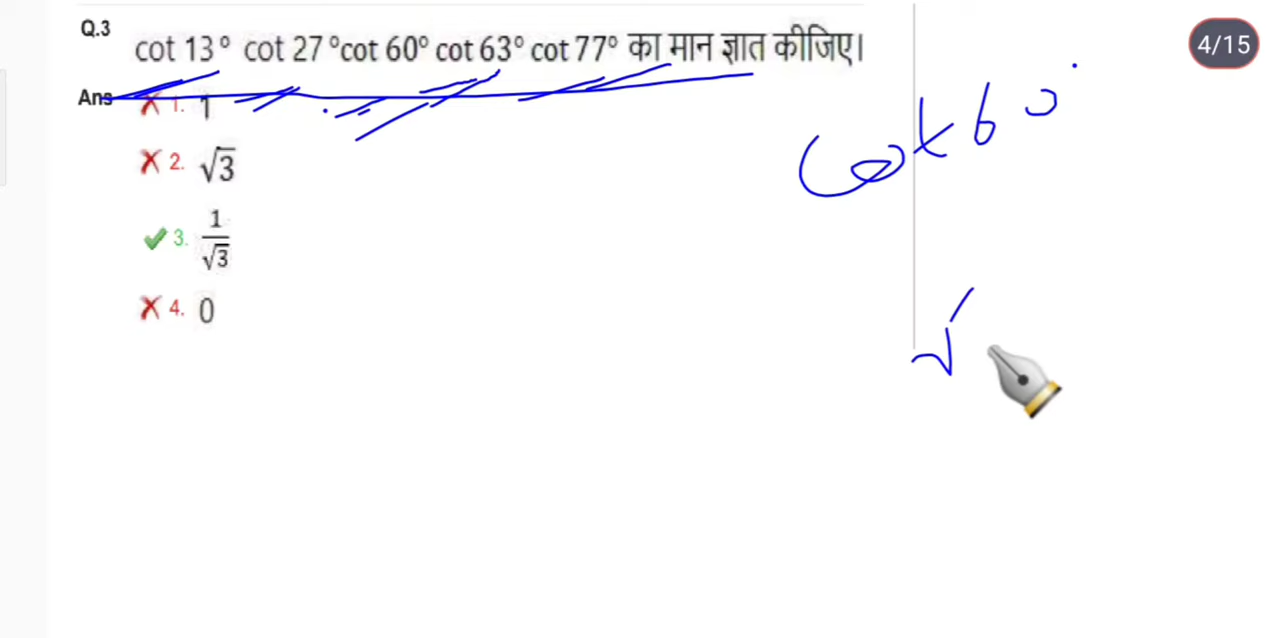 Q.3 cot 13° cot 27°cot 60° cot 63° cot 77° का मान ज्ञात कीजिए।
4/15
Ans 1. 1
2. √3
3. 1/√3
4. 0
cot 60
√